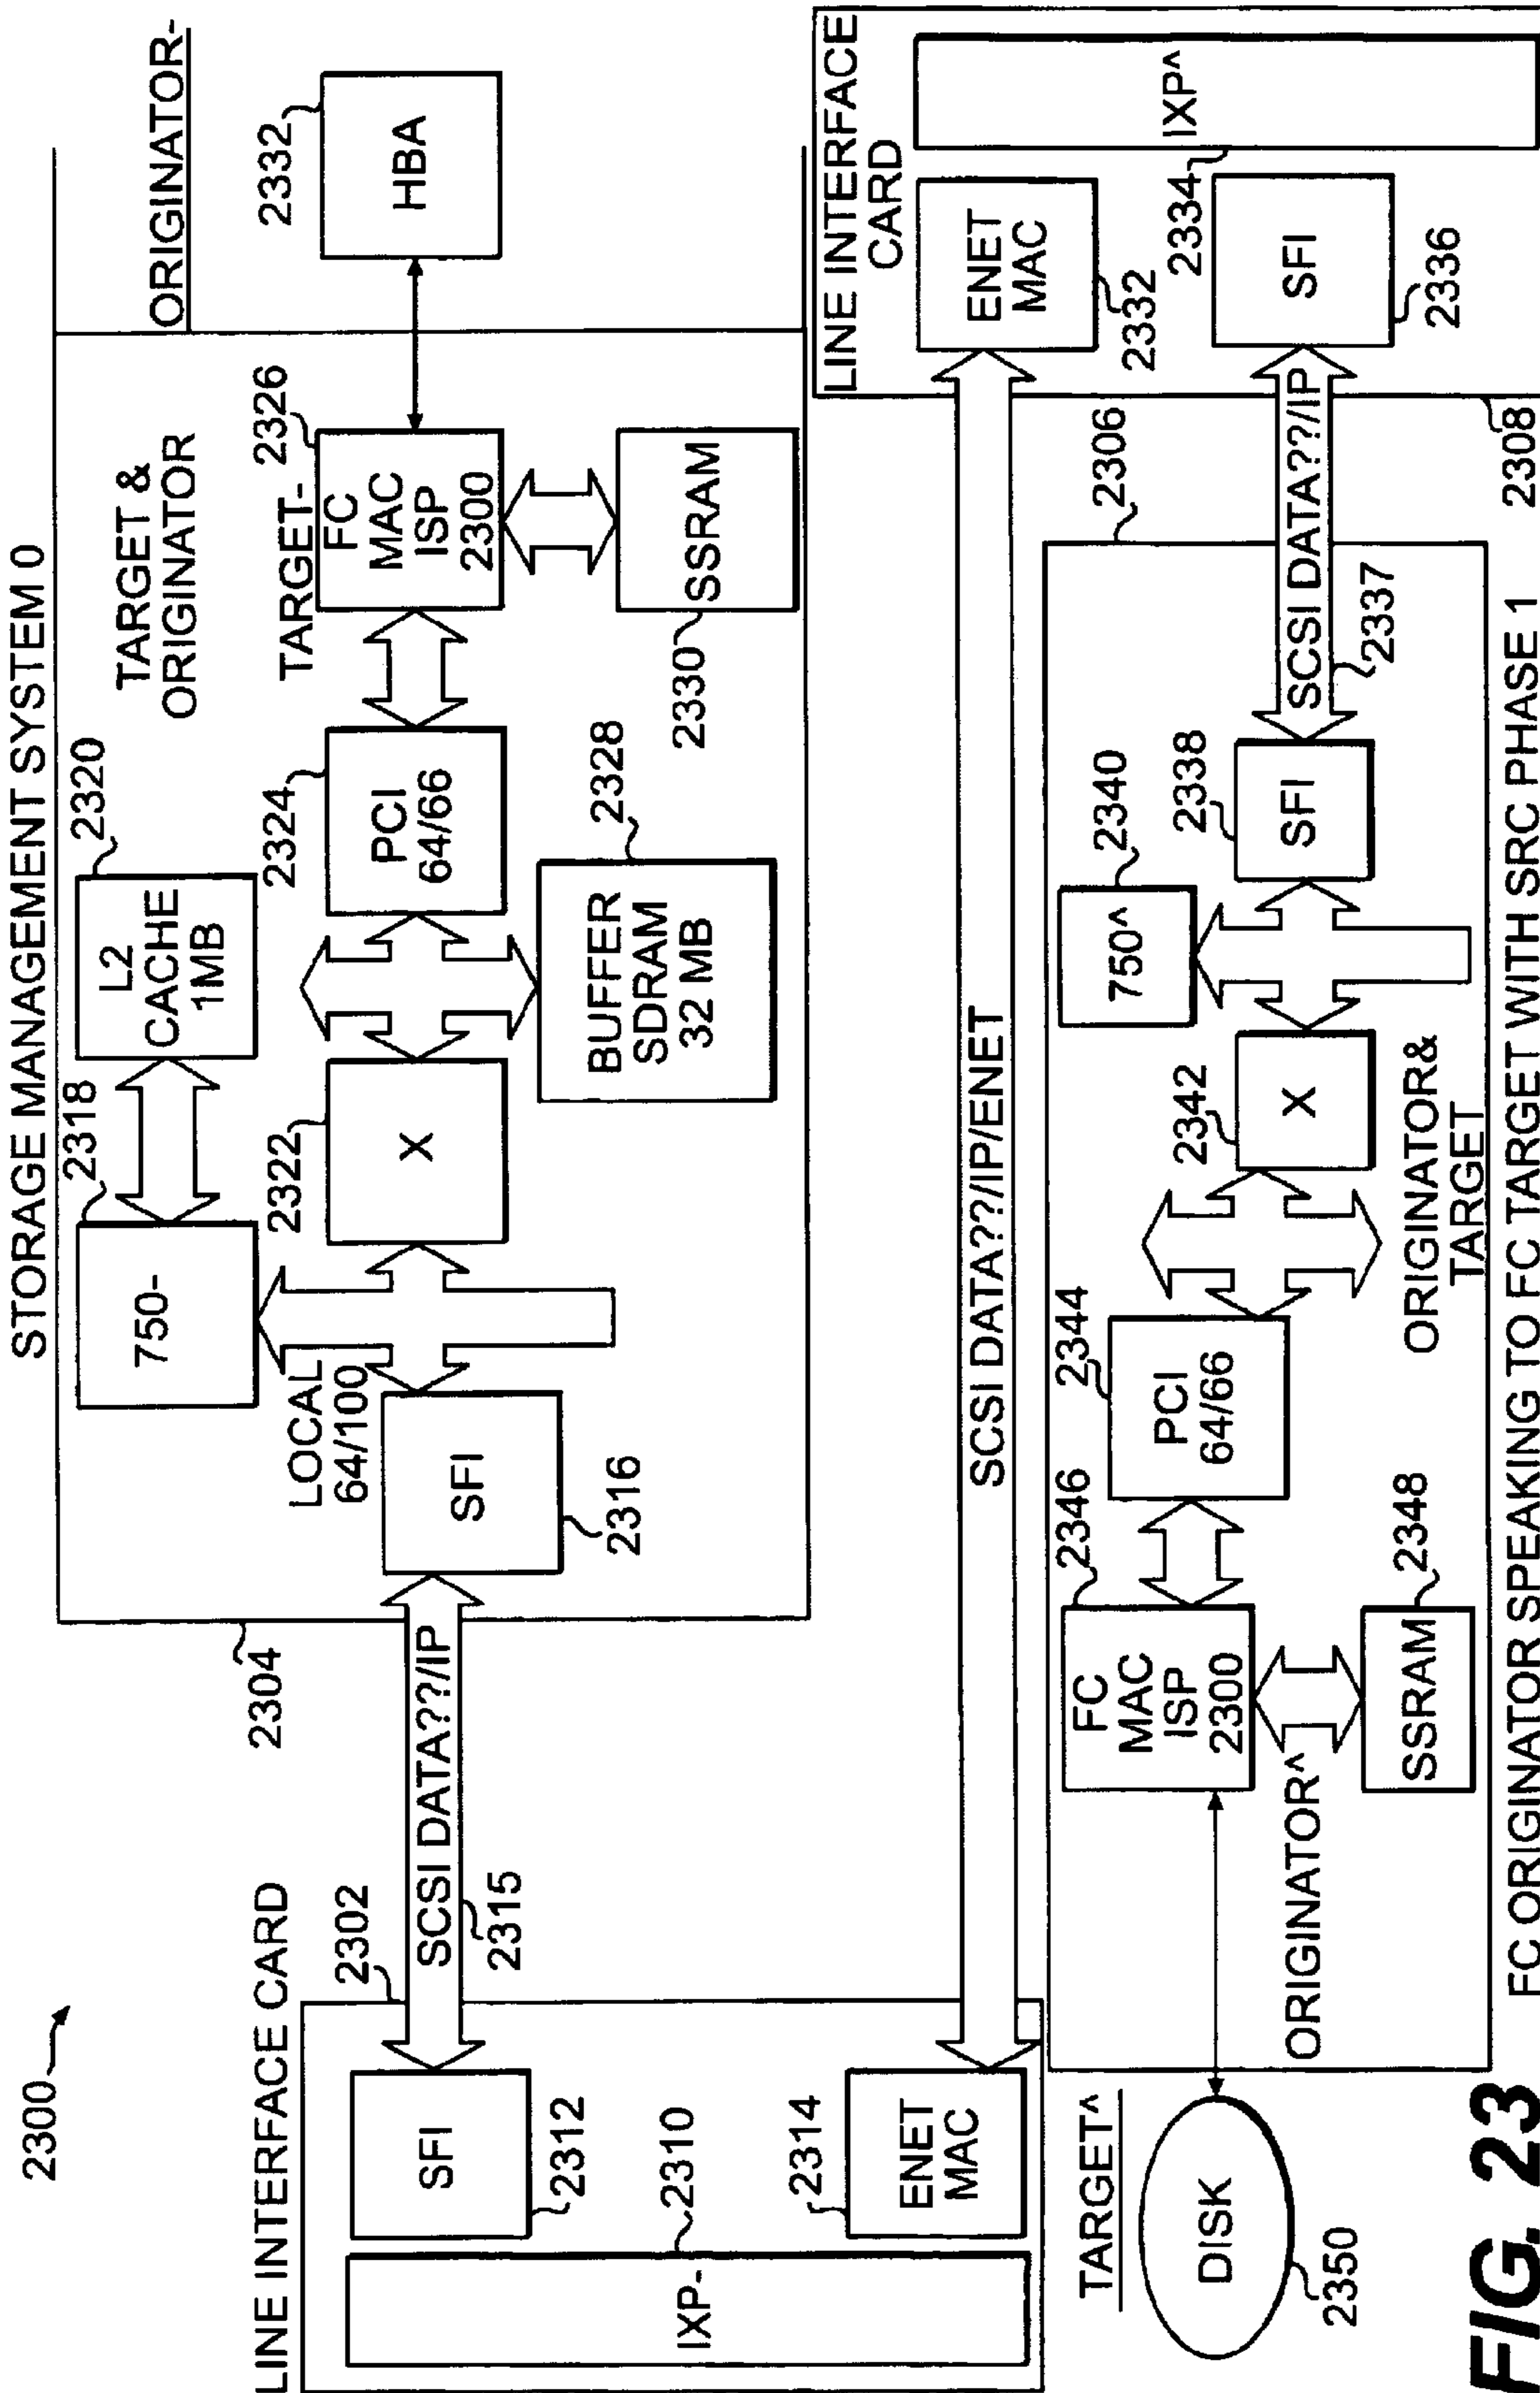 2300
STORAGE MANAGEMENT SYSTEM 0
LINE INTERFACE CARD
2302
IXP-
2310
SFI
2312
ENET
MAC
2314
SCSI DATA??/IP
2315
2304
SFI
2316
LOCAL
64/100
750-
2318
L2
CACHE
1MB
2320
X
2322
PCI
64/66
2324
BUFFER
SDRAM
32 MB
2328
TARGET &
ORIGINATOR
TARGET-
FC
MAC
ISP
2300
2326
SSRAM
2330
ORIGINATOR-
HBA
2332
SCSI DATA??/IP/ENET
LINE INTERFACE
CARD
ENET
MAC
2332
IXP^
2334
SFI
2336
2308
SCSI DATA??/IP
2337
2306
SFI
2338
750^
2340
X
2342
ORIGINATOR&
TARGET
PCI
64/66
2344
FC
MAC
ISP
2300
2346
SSRAM
2348
ORIGINATOR^
TARGET^
DISK
2350
FIG. 23
FC ORIGINATOR SPEAKING TO FC TARGET WITH SRC PHASE 1